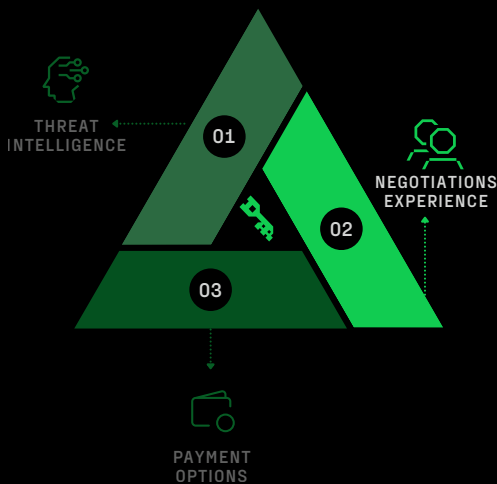 01
THREAT
INTELLIGENCE
NEGOTIATIONS
EXPERIENCE
02
03
PAYMENT
OPTIONS